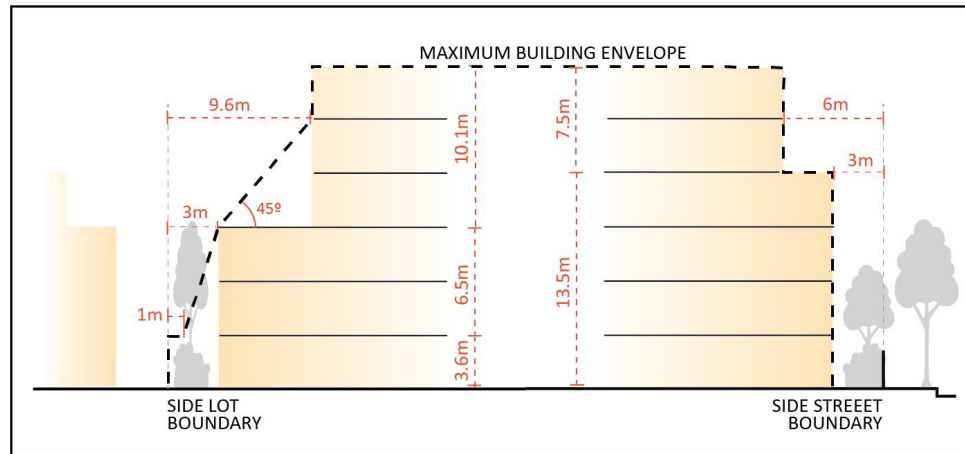 MAXIMUM BUILDING ENVELOPE
9.6m
10.1m
7.5m
6m
3m
3m
45º
6.5m
13.5m
1m
3.6m
SIDE LOT
BOUNDARY
SIDE STREEET
BOUNDARY